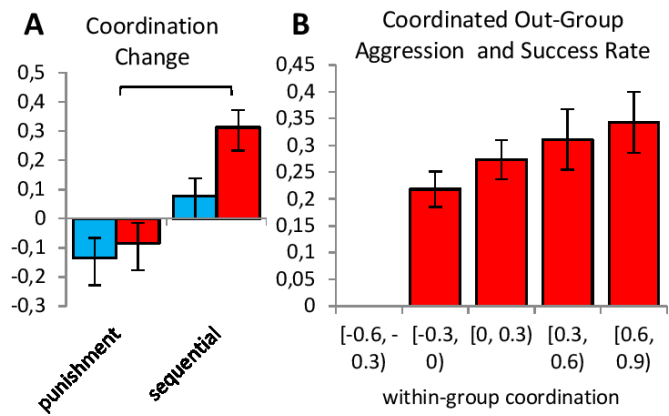 A
Coordination
Change
0,5
0,4
0,3
0,2
0,1
0
-0,1
-0,2
-0,3
punishment
sequential
B
Coordinated Out-Group
Aggression and Success Rate
0,45
0,4
0,35
0,3
0,25
0,2
0,15
0,1
0,05
0
[-0.6, - [-0.3, [0, 0.3) [0.3, [0.6,
0.3) 0) 0.6) 0.9)
within-group coordination